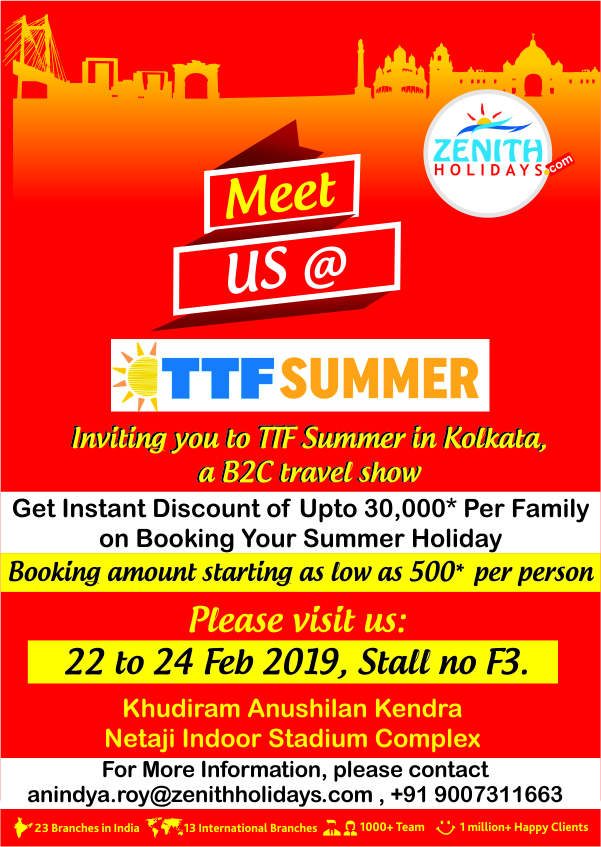 ZENITH
HOLIDAYS.com
Meet
US @
TTF SUMMER
Inviting you to TTF Summer in Kolkata,
a B2C travel show
Get Instant Discount of Upto 30,000* Per Family
on Booking Your Summer Holiday
Booking amount starting as low as 500* per person
Please visit us:
22 to 24 Feb 2019, Stall no F3.
Khudiram Anushilan Kendra
Netaji Indoor Stadium Complex
For More Information, please contact
anindya.roy@zenithholidays.com , +91 9007311663
23 Branches in India 13 International Branches 1000+ Team 1 million+ Happy Clients